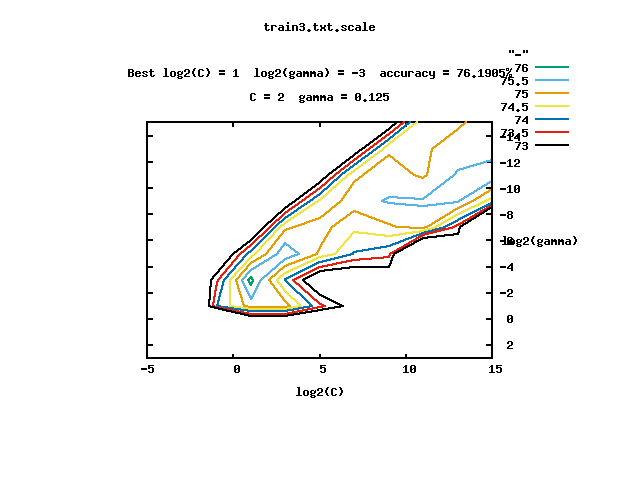 train3.txt.scale
"-"
Best log2(C) = 1 log2(gamma) = -3 accuracy = 76.1905%
76
75.5
75
74.5
74
73.5
73
C = 2 gamma = 0.125
-14
-12
-10
-8
-6
log2(gamma)
-4
-2
0
2
-5 0 5 10 15
log2(C)